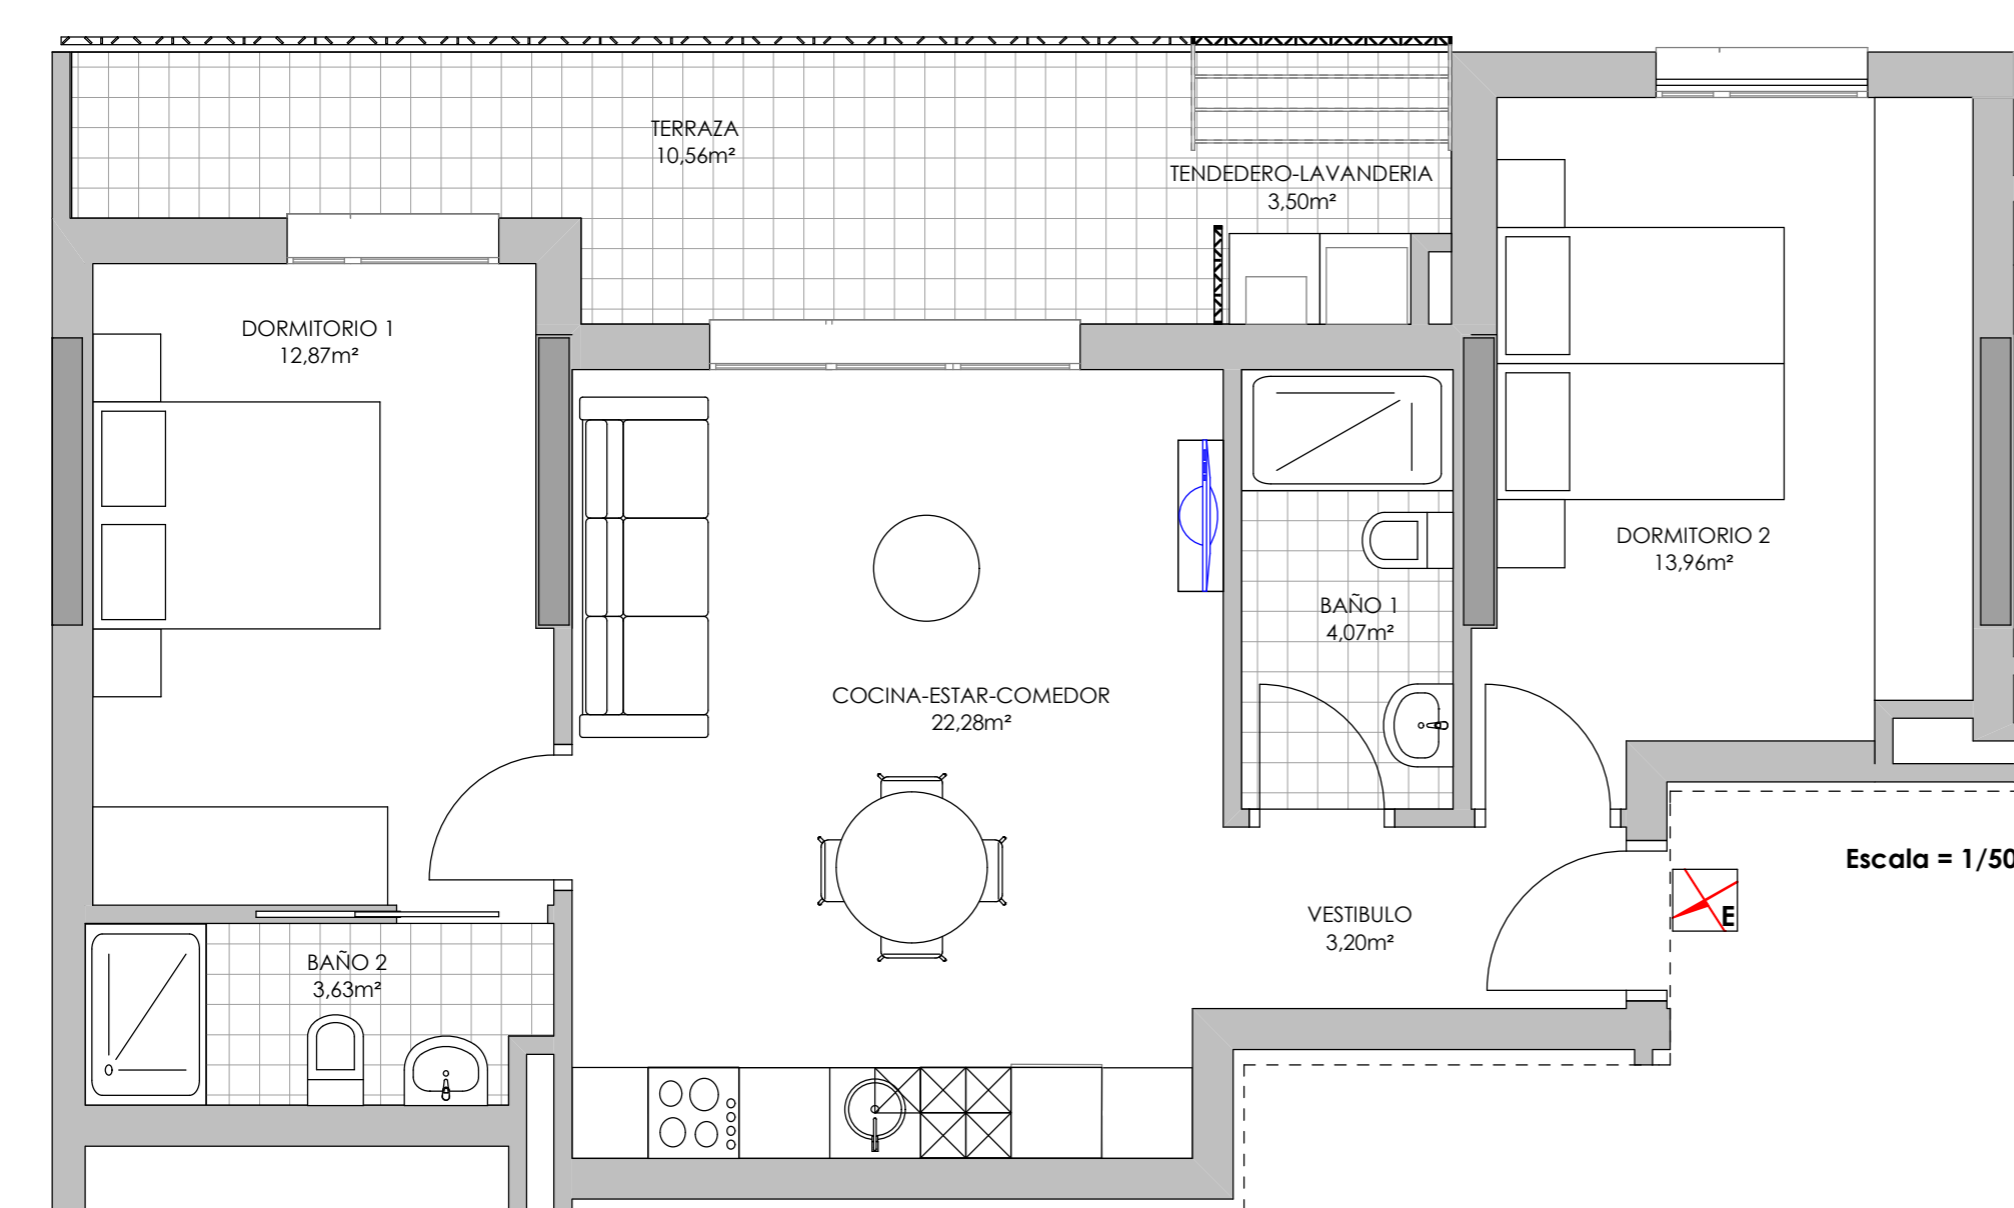 TERRAZA
10,56m²
TENDEDERO-LAVANDERIA
3,50m²
DORMITORIO 1
12,87m²
DORMITORIO 2
13,96m²
BAÑO 1
4,07m²
COCINA-ESTAR-COMEDOR
22,28m²
Escala = 1/50
VESTIBULO
3,20m²
E
BAÑO 2
3,63m²